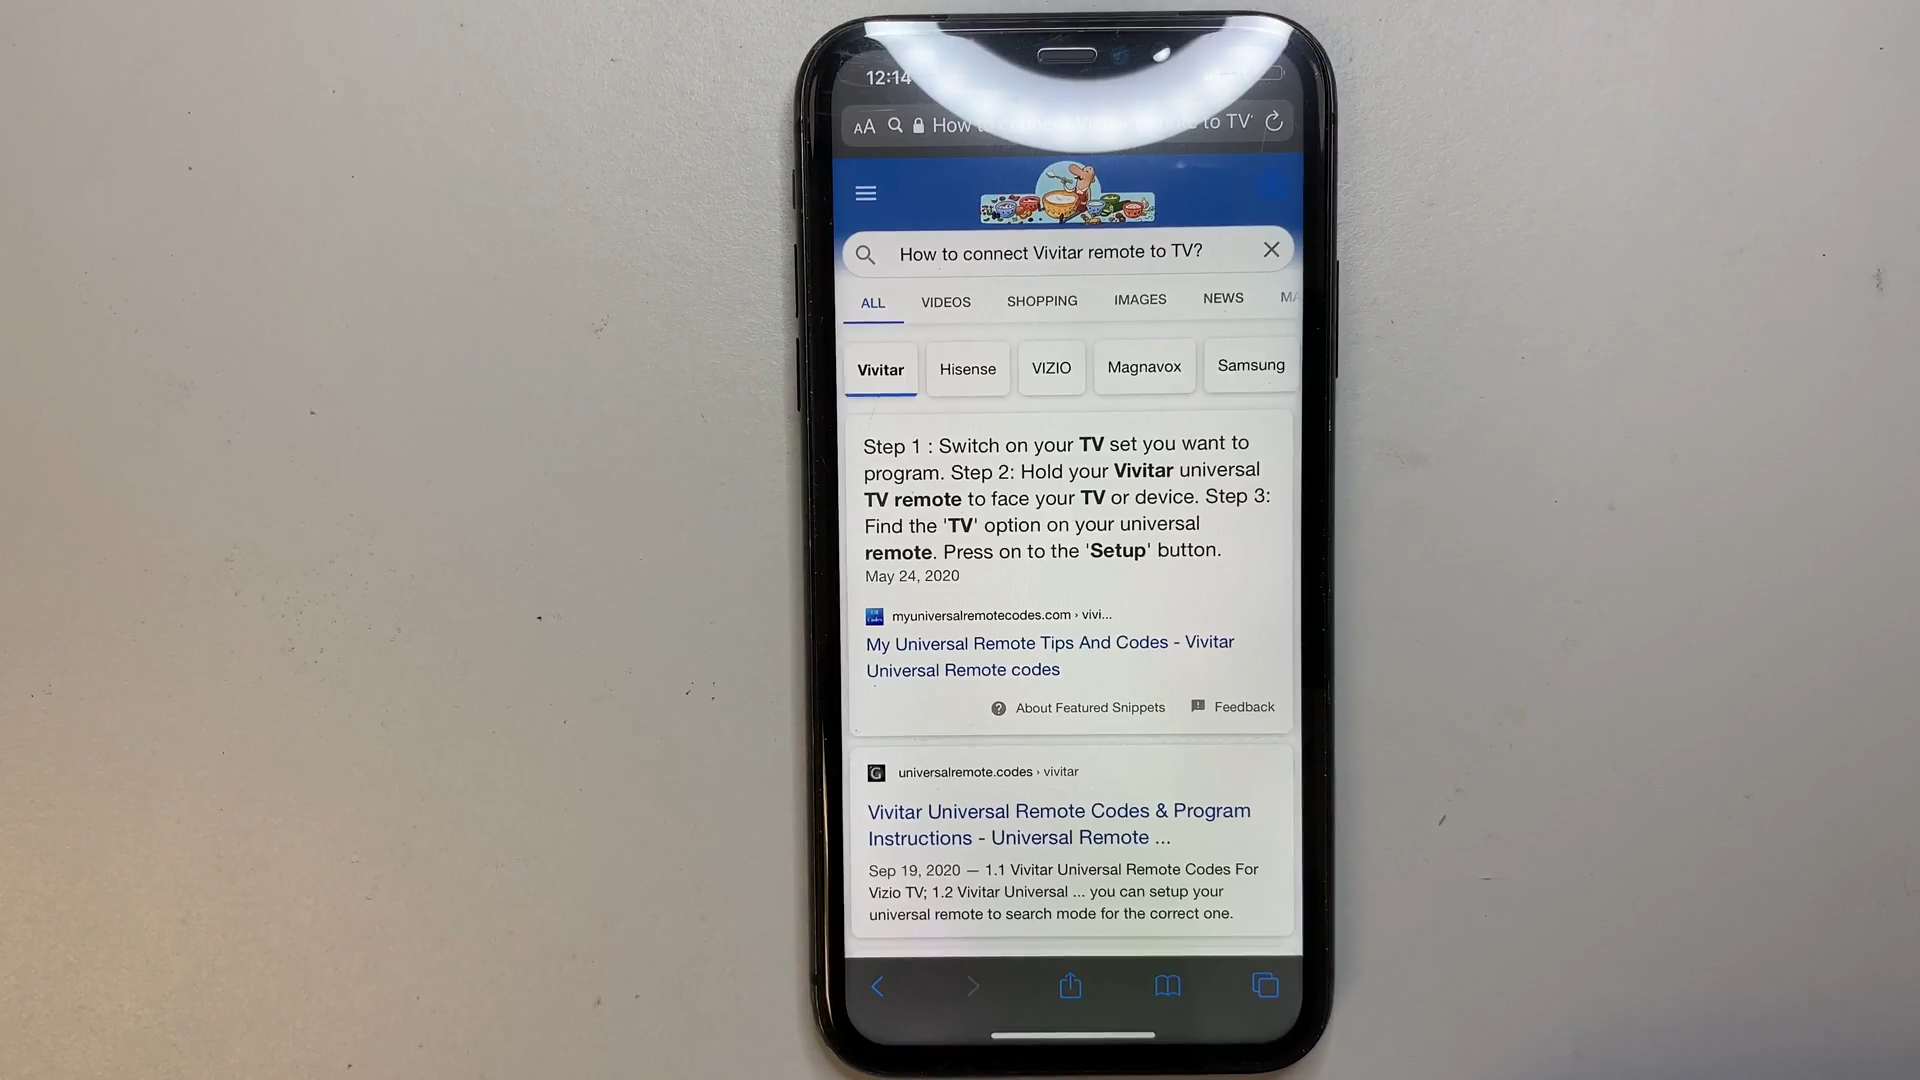 12:14
AA How to TV
How to connect Vivitar remote to TV?
ALL VIDEOS SHOPPING IMAGES NEWS
Vivitar Hisense VIZIO Magnavox Samsung
Step 1 : Switch on your TV set you want to
program. Step 2: Hold your Vivitar universal
TV remote to face your TV or device. Step 3:
Find the 'TV' option on your universal
remote. Press on to the 'Setup' button.
May 24, 2020
myuniversalremotecodes.com › vivi...
My Universal Remote Tips And Codes - Vivitar
Universal Remote codes
About Featured Snippets Feedback
universalremote.codes › vivitar
Vivitar Universal Remote Codes & Program
Instructions - Universal Remote ...
Sep 19, 2020 — 1.1 Vivitar Universal Remote Codes For
Vizio TV; 1.2 Vivitar Universal ... you can setup your
universal remote to search mode for the correct one.